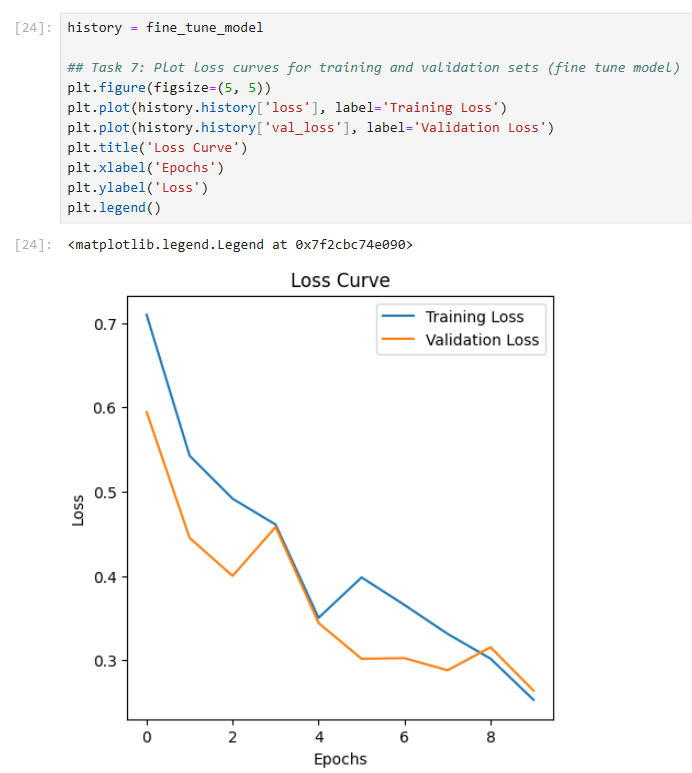 [24]: history = fine_tune_model
## Task 7: Plot loss curves for training and validation sets (fine tune model)
plt.figure(figsize=(5, 5))
plt.plot(history.history['loss'], label='Training Loss')
plt.plot(history.history['val_loss'], label='Validation Loss')
plt.title('Loss Curve')
plt.xlabel('Epochs')
plt.ylabel('Loss')
plt.legend()
[24]: <matplotlib.legend.Legend at 0x7f2cbc74e090>
Loss Curve
Training Loss
Validation Loss
0.7
0.6
0.5
0.4
0.3
Loss
0 2 4 6 8
Epochs